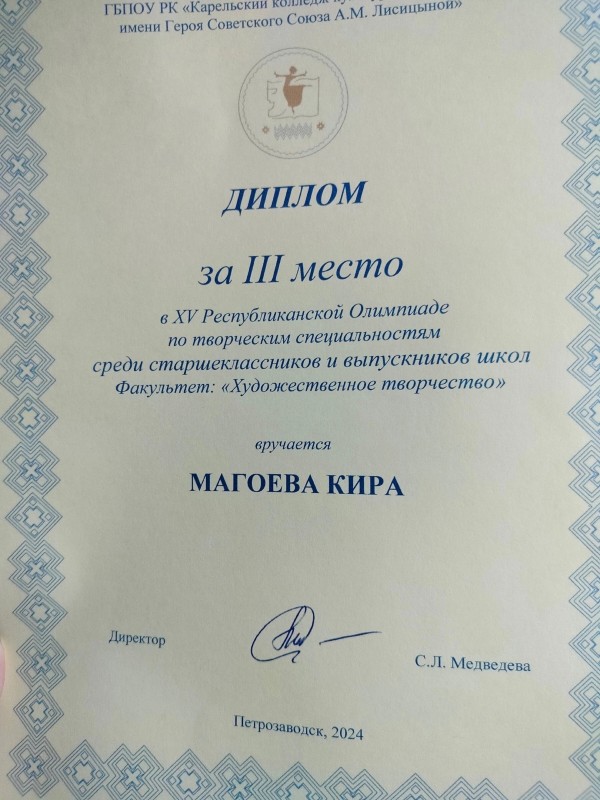 ГБПОУ РК «Карельский колледж
имени Героя Советского Союза А.М. Лисицыной»
ДИПЛОМ
за III место
в XV Республиканской Олимпиаде
по творческим специальностям
среди старшеклассников и выпускников школ
Факультет: «Художественное творчество»
вручается
МАГОЕВА КИРА
Директор
С.Л. Медведева
Петрозаводск, 2024